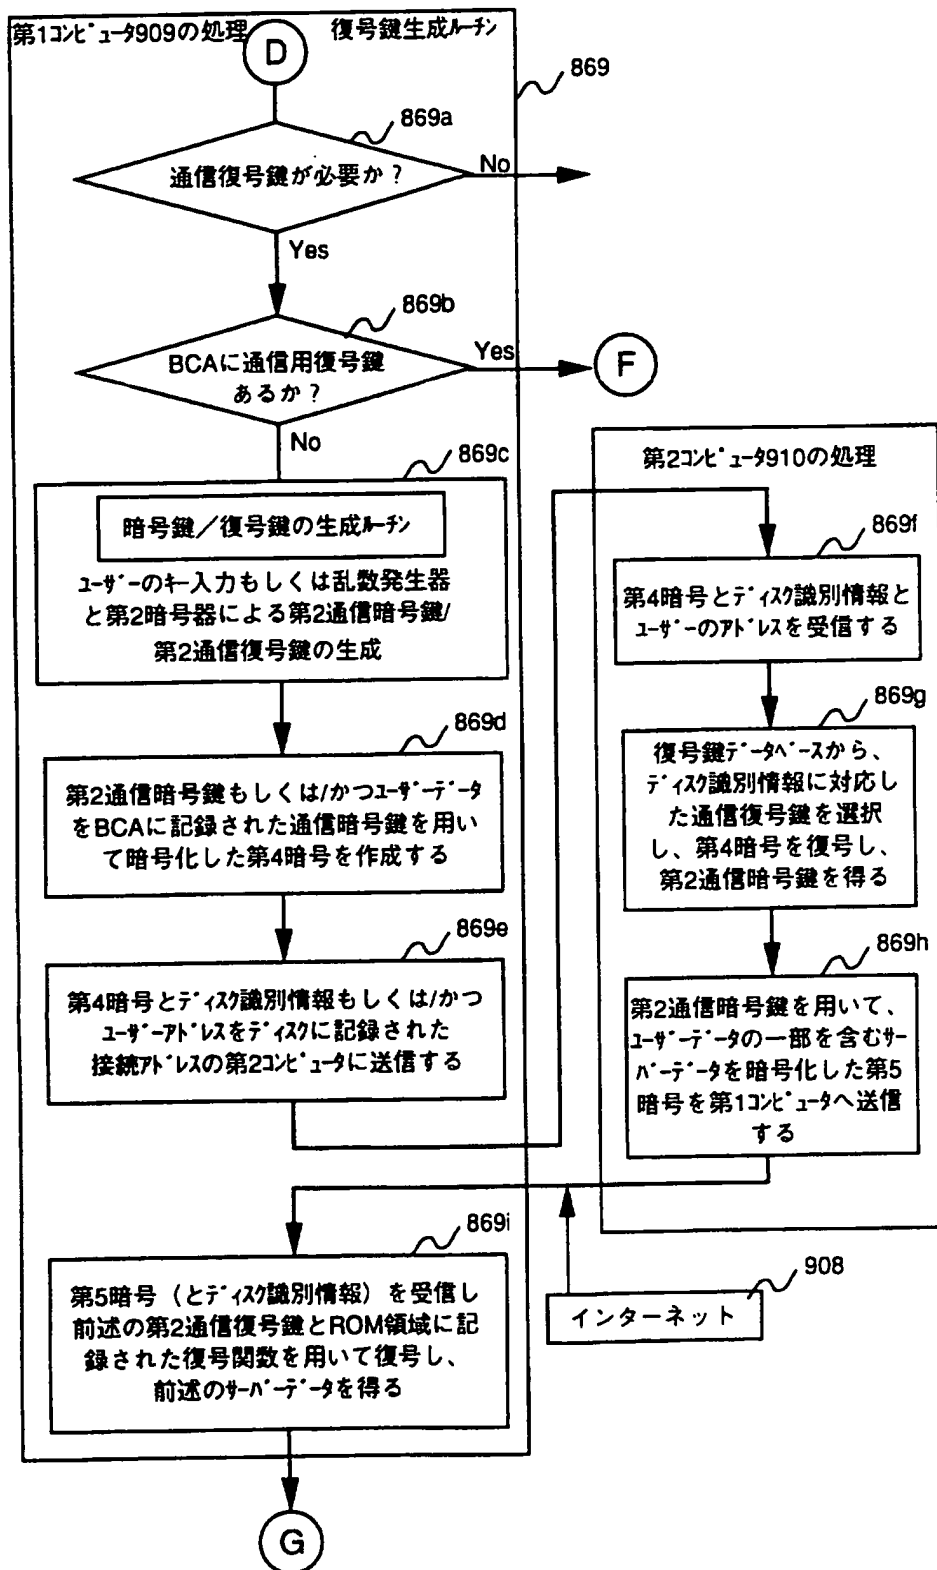 第1コンピュータ909の処理
復号鍵生成ルーチン
D
869
869a
通信復号鍵が必要か？
No
Yes
869b
BCAに通信用復号鍵
あるか？
Yes
F
No
869c
暗号鍵／復号鍵の生成ルーチン
ユーザーのキー入力もしくは乱数発生器
と第2暗号器による第2通信暗号鍵/
第2通信復号鍵の生成
869d
第2通信暗号鍵もしくは/かつユーザーデータ
をBCAに記録された通信暗号鍵を用い
て暗号化した第4暗号を作成する
869e
第4暗号とディスク識別情報もしくは/かつ
ユーザーアドレスをディスクに記録された
接続アドレスの第2コンピュータに送信する
第2コンピュータ910の処理
869f
第4暗号とディスク識別情報と
ユーザーのアドレスを受信する
869g
復号鍵データベースから、
ディスク識別情報に対応し
た通信復号鍵を選択
し、第4暗号を復号し、
第2通信暗号鍵を得る
869h
第2通信暗号鍵を用いて、
ユーザーデータの一部を含むサー
バーデータを暗号化した第5
暗号を第1コンピュータへ送信
する
869i
第5暗号（とディスク識別情報）を受信し
前述の第2通信復号鍵とROM領域に記
録された復号関数を用いて復号し、
前述のサーバーデータを得る
908
インターネット
G